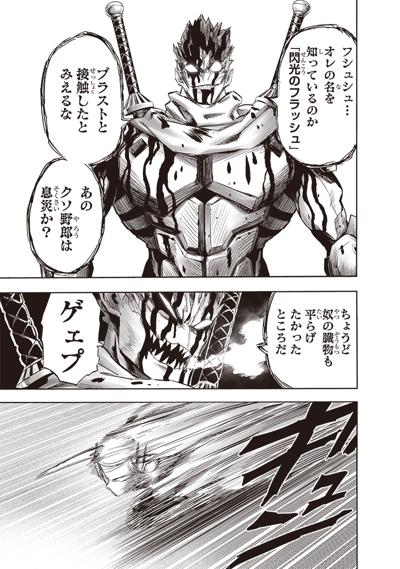 フシュシュ…
オレの名を
知っているのか
「閃光のフラッシュ」
ブラストと
接触したと
みえるな
あの
クソ野郎は
息災か？
ちょうど
奴の臓物も
平らげ
たかった
ところだ
ゲェプ
ギュ